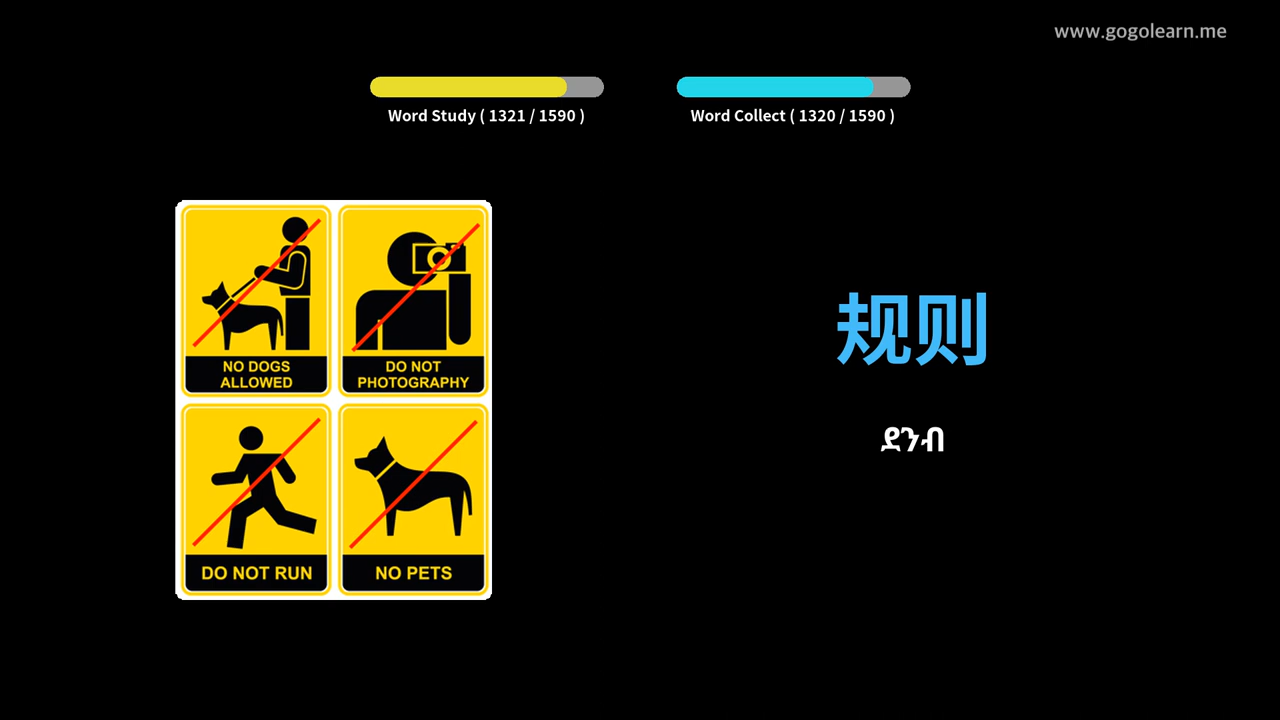 www.gogolearn.me
Word Study ( 1321 / 1590 )
Word Collect ( 1320 / 1590 )
NO DOGS
ALLOWED
DO NOT
PHOTOGRAPHY
DO NOT RUN
NO PETS
规则
ደንብ